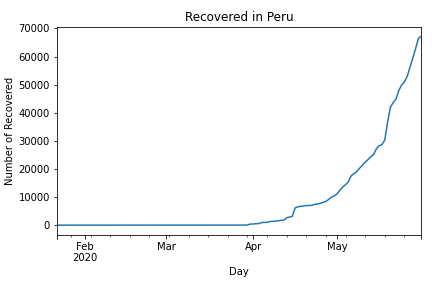 Recovered in Peru
70000
60000
50000
40000
30000
20000
10000
0
Number of Recovered
Feb
2020
Mar
Apr
May
Day